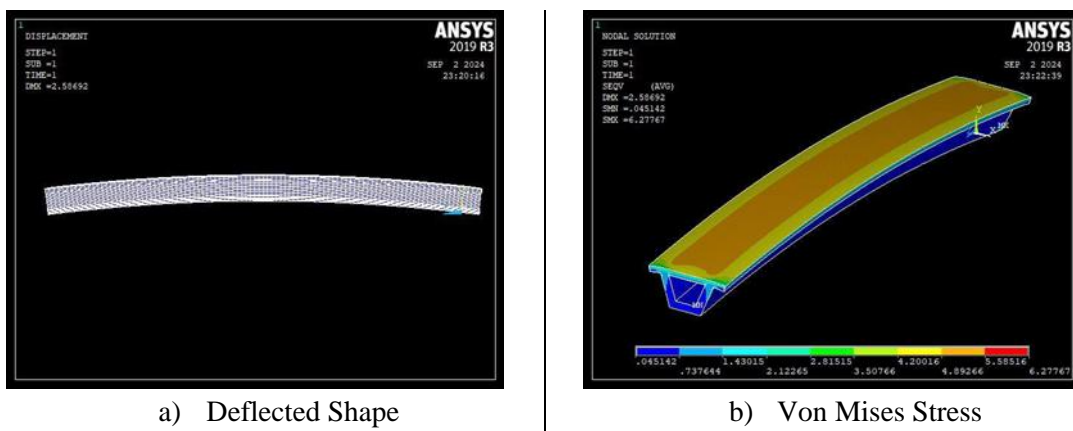 1
DISPLACEMENT
STEP=1
SUB =1
TIME=1
DMX =2.58692
ANSYS
2019 R3
SEP 2 2024
23:20:16
a) Deflected Shape
1
NODAL SOLUTION
STEP=1
SUB =1
TIME=1
SEQV (AVG)
DMX =2.58692
SMN =.045142
SMX =6.27767
ANSYS
2019 R3
SEP 2 2024
23:22:39
Y
X
MX
MN
.045142 1.43015 2.81515 4.20016 5.58516
.737644 2.12265 3.50766 4.89266 6.27767
b) Von Mises Stress